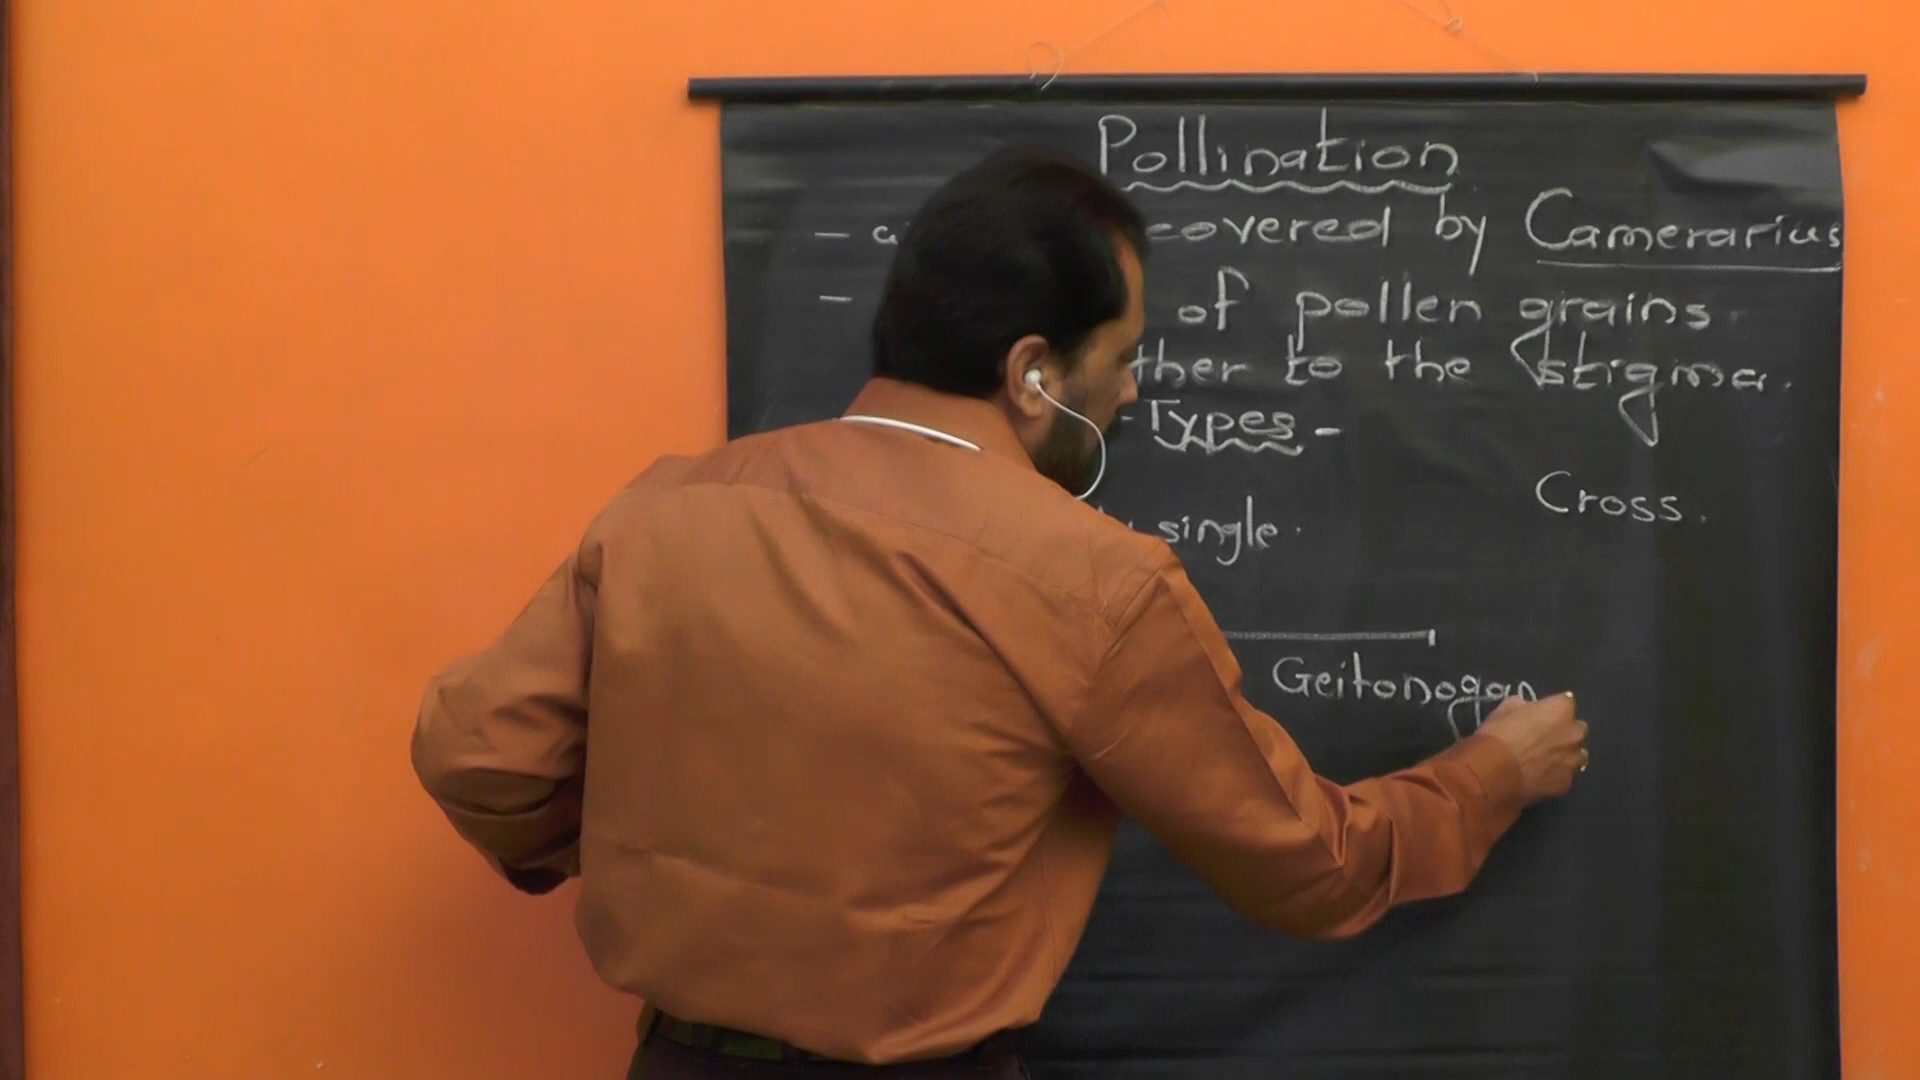 Pollination
- covered by Camerarius
- of pollen grains.
ther to the stigma.
-Types-
Cross.
single.
Geitonogam